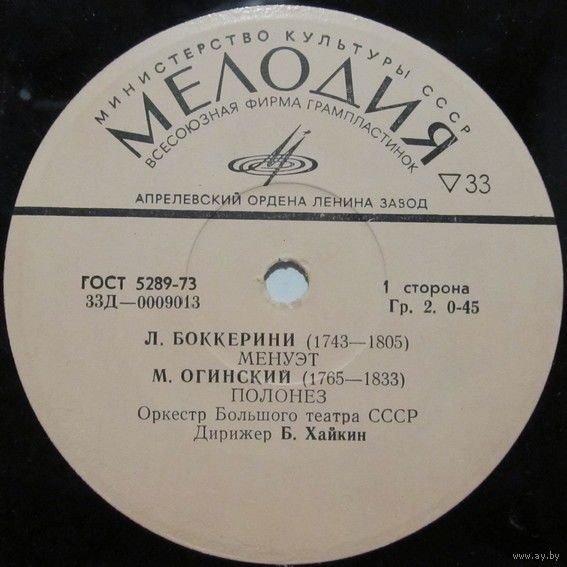 МИНИСТЕРСТВО КУЛЬТУРЫ СССР
МЕЛОДИЯ
ВСЕСОЮЗНАЯ ФИРМА ГРАМПЛАСТИНОК
▽33
АПРЕЛЕВСКИЙ ОРДЕНА ЛЕНИНА ЗАВОД
ГОСТ 5289-73
33Д—0009013
1 сторона
Гр. 2. 0-45
Л. БОККЕРИНИ (1743—1805)
МЕНУЭТ
М. ОГИНСКИЙ (1765—1833)
ПОЛОНЕЗ
Оркестр Большого театра СССР
Дирижер Б. Хайкин
www.ay.by